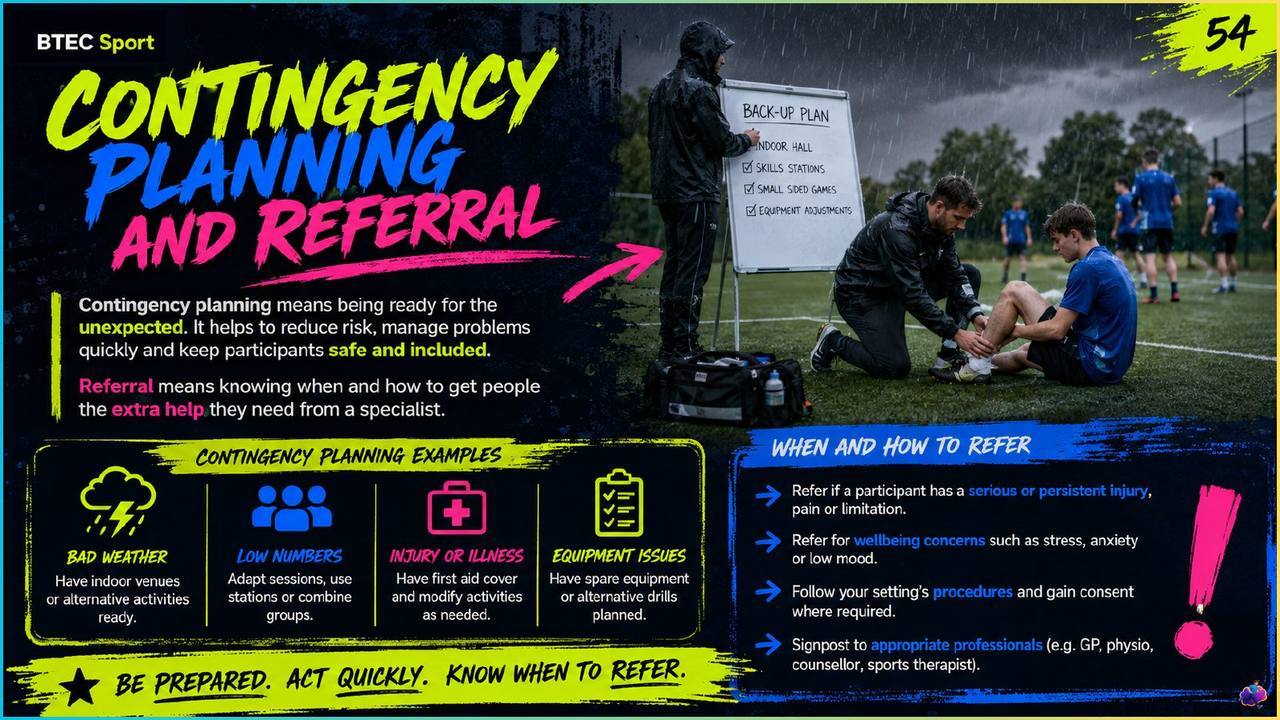 BTEC Sport
54
CONTINGENCY
PLANNING
AND REFERRAL
Contingency planning means being ready for the
unexpected. It helps to reduce risk, manage problems
quickly and keep participants safe and included.
Referral means knowing when and how to get people
the extra help they need from a specialist.
BACK-UP PLAN
INDOOR HALL
SKILLS STATIONS
SMALL SIDED GAMES
EQUIPMENT ADJUSTMENTS
CONTINGENCY PLANNING EXAMPLES
BAD WEATHER
Have indoor venues
or alternative activities
ready.
LOW NUMBERS
Adapt sessions, use
stations or combine
groups.
INJURY OR ILLNESS
Have first aid cover
and modify activities
as needed.
EQUIPMENT ISSUES
Have spare equipment
or alternative drills
planned.
WHEN AND HOW TO REFER
Refer if a participant has a serious or persistent injury,
pain or limitation.
Refer for wellbeing concerns such as stress, anxiety
or low mood.
Follow your setting's procedures and gain consent
where required.
Signpost to appropriate professionals (e.g. GP, physio,
counsellor, sports therapist).
BE PREPARED. ACT QUICKLY. KNOW WHEN TO REFER.